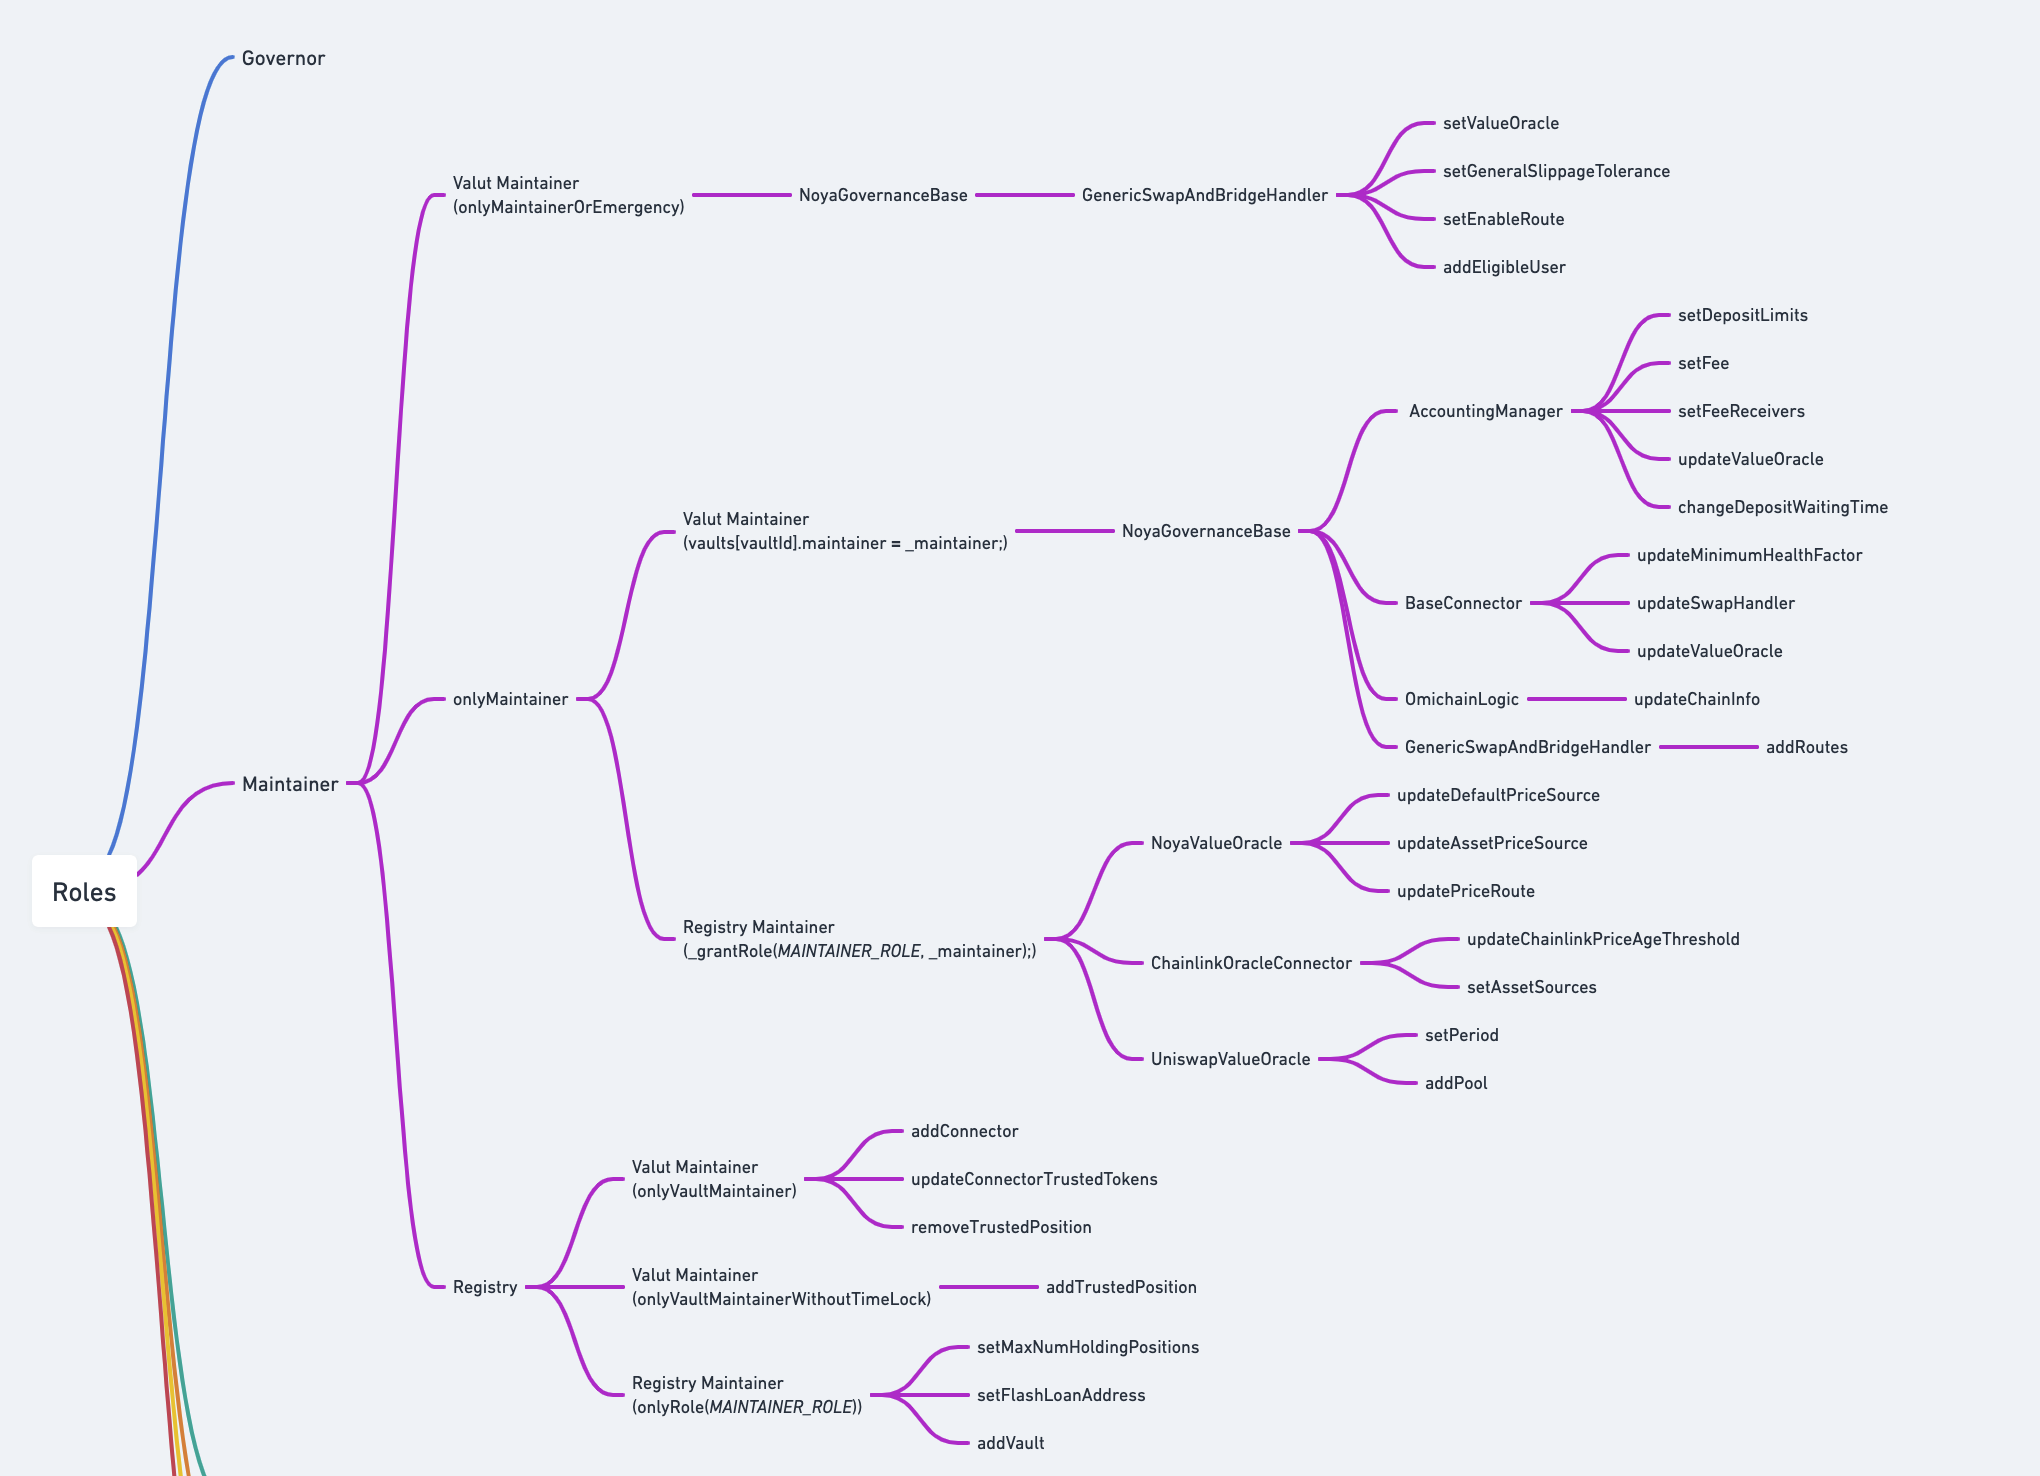 Governor
Valut Maintainer
(onlyMaintainerOrEmergency)
NoyaGovernanceBase
GenericSwapAndBridgeHandler
setValueOracle
setGeneralSlippageTolerance
setEnableRoute
addEligibleUser
Roles
Maintainer
onlyMaintainer
Valut Maintainer
(vaults[vaultId].maintainer = _maintainer;)
NoyaGovernanceBase
AccountingManager
setDepositLimits
setFee
setFeeReceivers
updateValueOracle
changeDepositWaitingTime
BaseConnector
updateMinimumHealthFactor
updateSwapHandler
updateValueOracle
OmichainLogic
updateChainInfo
GenericSwapAndBridgeHandler
addRoutes
Registry Maintainer
(_grantRole(MAINTAINER_ROLE, _maintainer);)
NoyaValueOracle
updateDefaultPriceSource
updateAssetPriceSource
updatePriceRoute
ChainlinkOracleConnector
updateChainlinkPriceAgeThreshold
setAssetSources
UniswapValueOracle
setPeriod
addPool
Registry
Valut Maintainer
(onlyVaultMaintainer)
addConnector
updateConnectorTrustedTokens
removeTrustedPosition
Valut Maintainer
(onlyVaultMaintainerWithoutTimeLock)
addTrustedPosition
Registry Maintainer
(onlyRole(MAINTAINER_ROLE))
setMaxNumHoldingPositions
setFlashLoanAddress
addVault